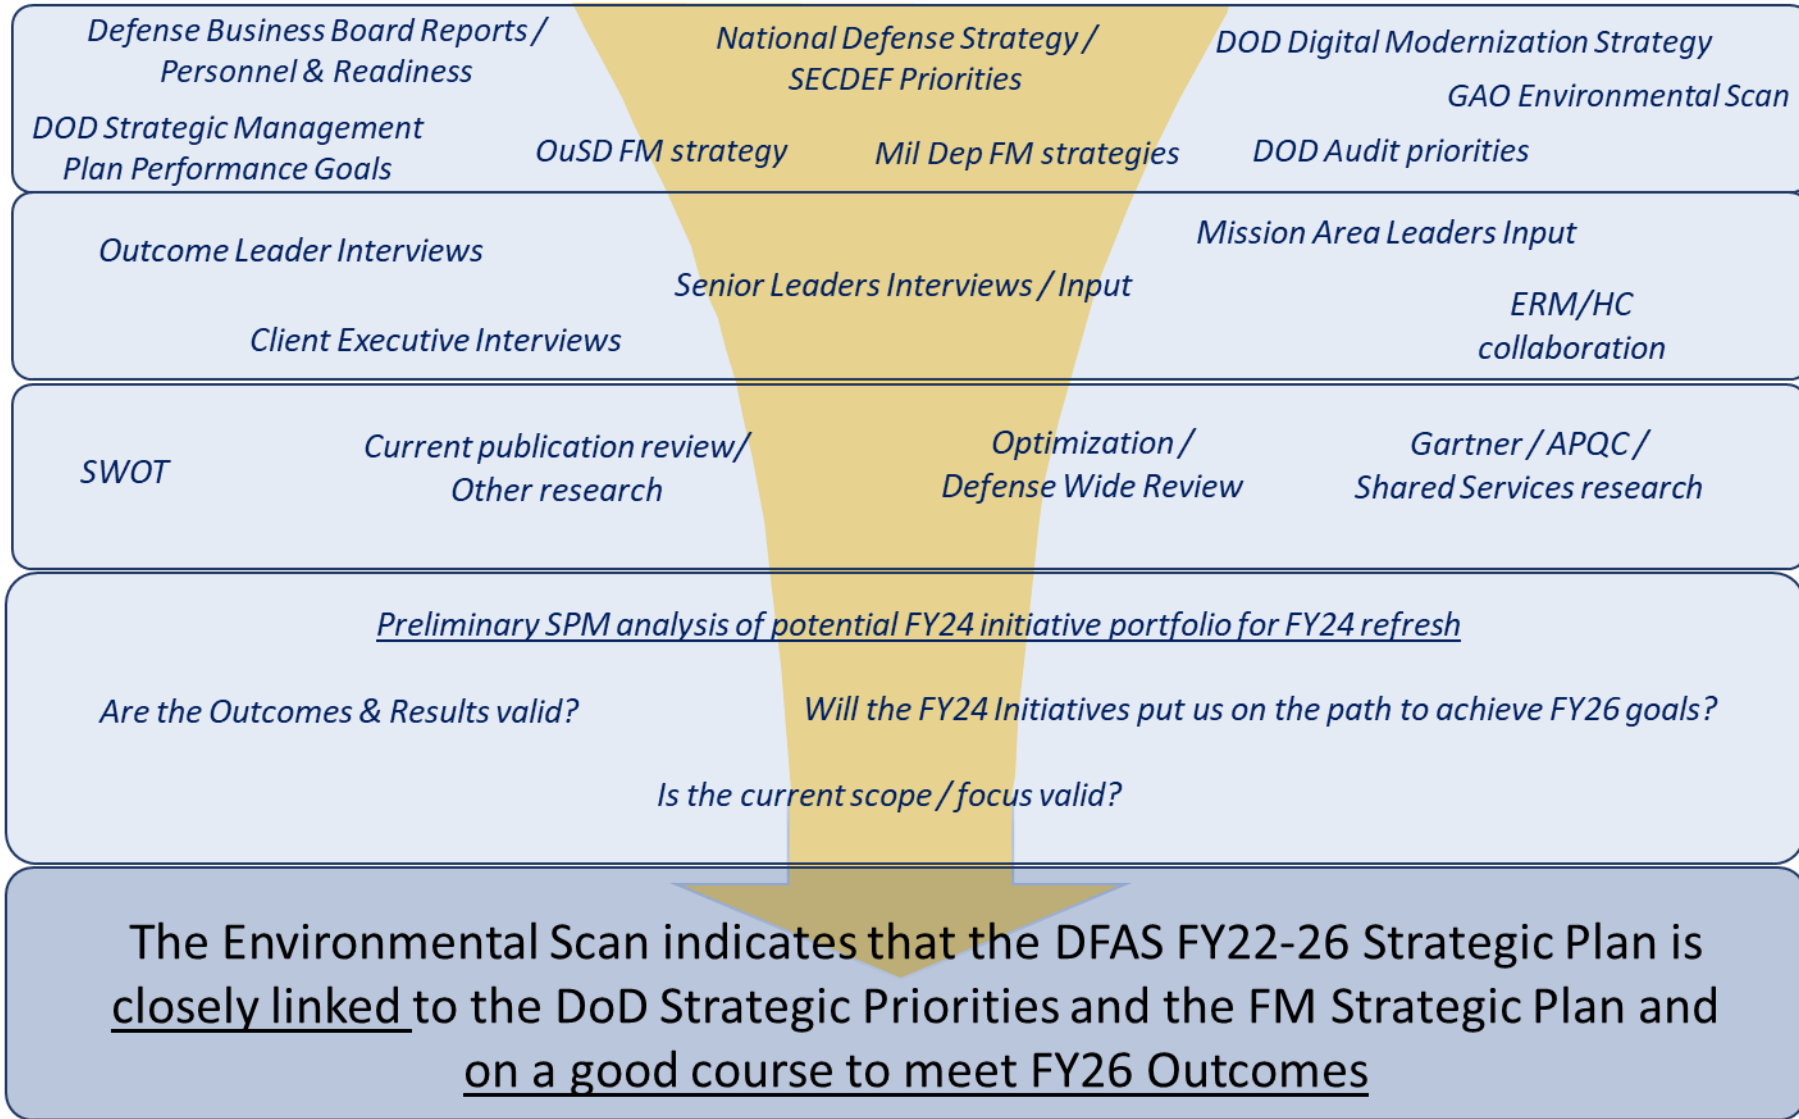 Defense Business Board Reports /
Personnel & Readiness
National Defense Strategy /
SECDEF Priorities
DOD Digital Modernization Strategy
GAO Environmental Scan
DOD Strategic Management
Plan Performance Goals
OuSD FM strategy
Mil Dep FM strategies
DOD Audit priorities
Outcome Leader Interviews
Mission Area Leaders Input
Senior Leaders Interviews / Input
Client Executive Interviews
ERM/HC
collaboration
SWOT
Current publication review/
Other research
Optimization /
Defense Wide Review
Gartner / APQC /
Shared Services research
Preliminary SPM analysis of potential FY24 initiative portfolio for FY24 refresh
Are the Outcomes & Results valid?
Will the FY24 Initiatives put us on the path to achieve FY26 goals?
Is the current scope / focus valid?
The Environmental Scan indicates that the DFAS FY22-26 Strategic Plan is
closely linked to the DoD Strategic Priorities and the FM Strategic Plan and
on a good course to meet FY26 Outcomes